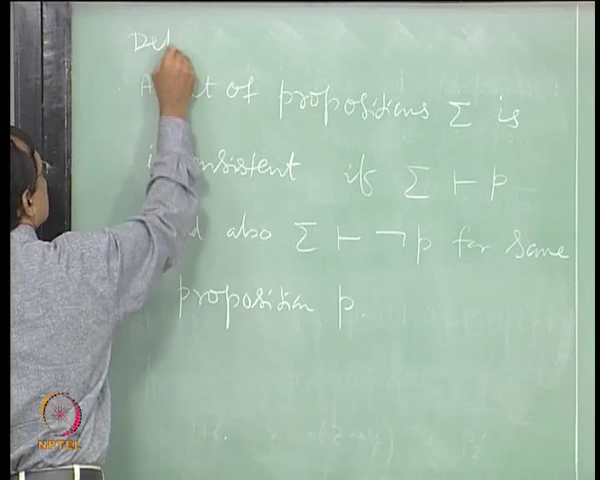 Def
A set of propositions Σ is
inconsistent if Σ ⊢ p
and also Σ ⊢ ¬p for some
proposition p.
NPTEL